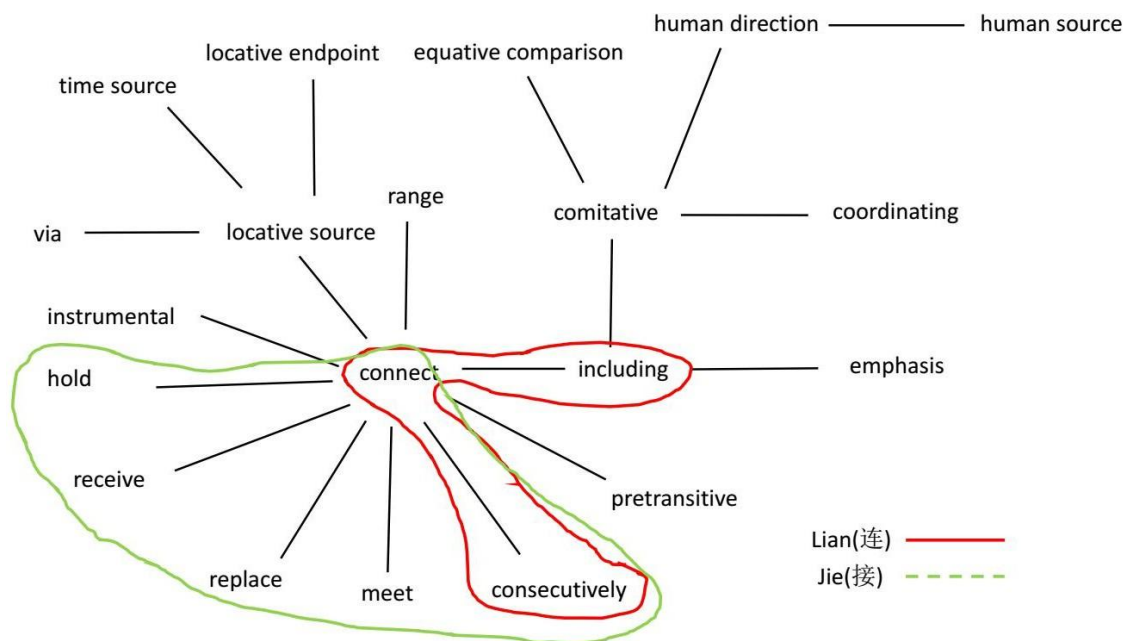 human direction
human source
locative endpoint
equative comparison
time source
range
comitative
coordinating
via
locative source
instrumental
hold
connect
including
emphasis
receive
pretransitive
Lian(连)
Jie(接)
replace
meet
consecutively